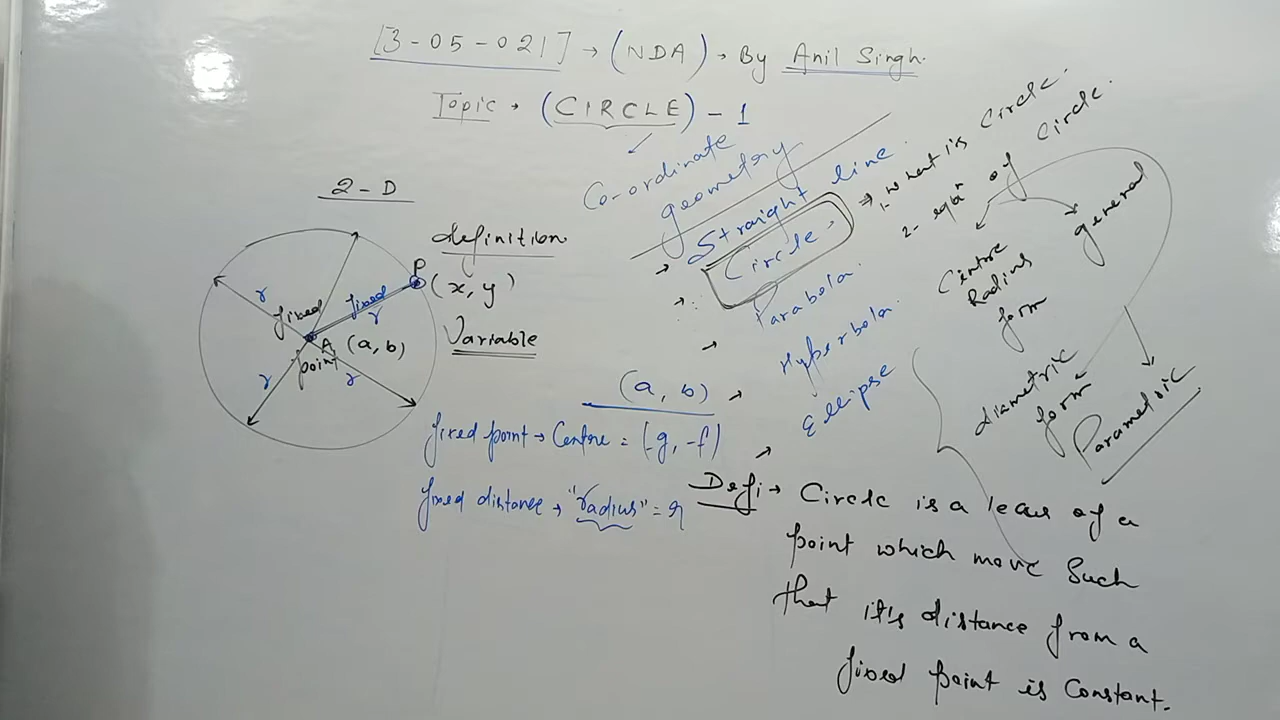 [3-05-021] → (NDA) → By Anil Singh.
Topic → (CIRCLE) - 1
Co-ordinate
geometry
Straight line.
Circle
Parabola.
Hyperbola.
Ellipse
⇒ 1- what is Circle.
2- eqⁿ of Circle.
Centre
Radius
form
general
diametric
form
Parametric
2-D
definition
P
(x, y)
Variable
fixed
fixed
r
r
r
r
A (a, b)
point
(a, b)
fixed point → Centre = (-g, -f)
fixed distance → "radius" = r
Defi → Circle is a locus of a
point which move Such
that it's distance from a
fixed point is Constant.